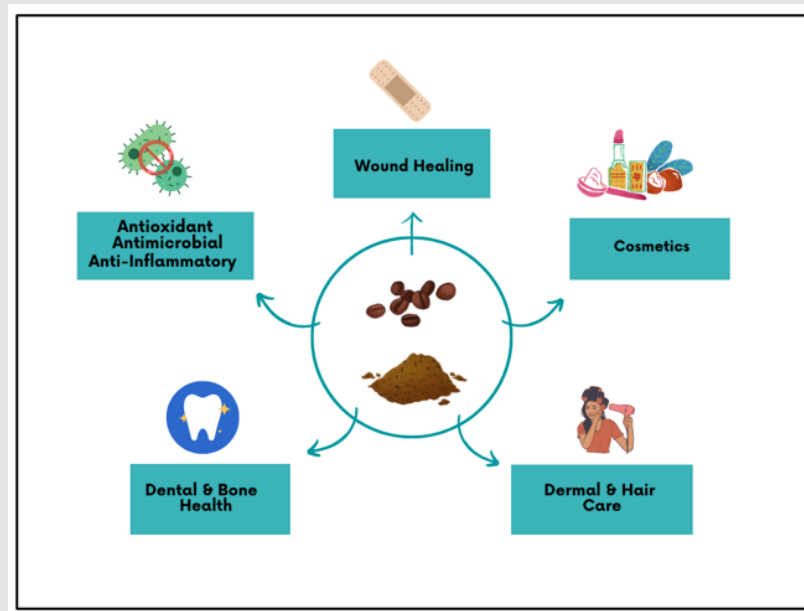 Wound Healing
Antioxidant
Antimicrobial
Anti-Inflammatory
Cosmetics
Dental & Bone
Health
Dermal & Hair
Care